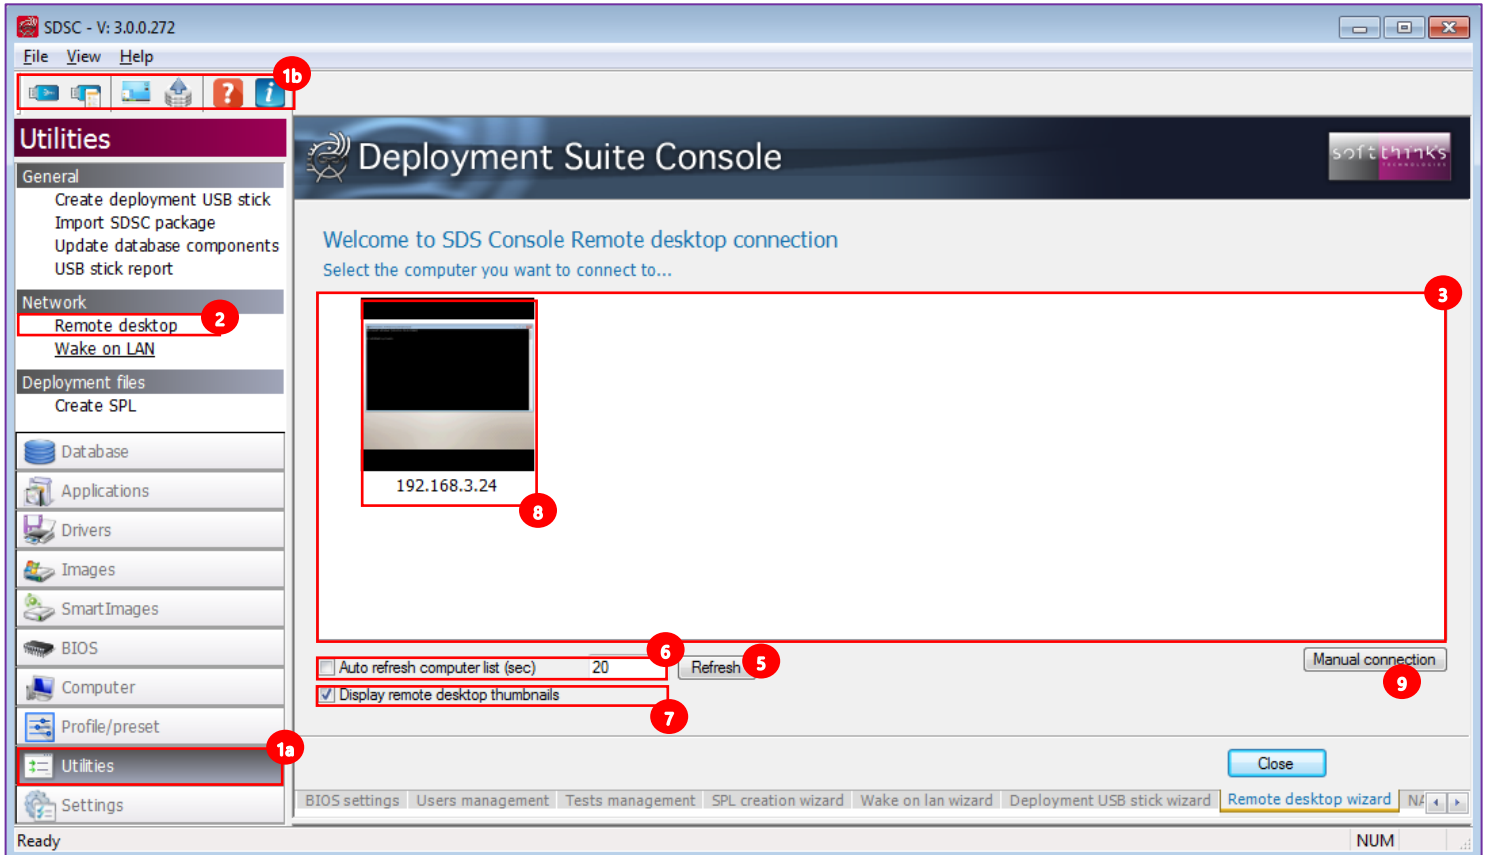 SDSC - V: 3.0.0.272
File View Help
1b
Utilities
General
Create deployment USB stick
Import SDSC package
Update database components
USB stick report
Network
Remote desktop
2
Wake on LAN
Deployment files
Create SPL
Database
Applications
Drivers
Images
SmartImages
BIOS
Computer
Profile/preset
1a
Utilities
Settings
Deployment Suite Console
softthinks
TECHNOLOGIES
Welcome to SDS Console Remote desktop connection
Select the computer you want to connect to...
3
192.168.3.24
8
Auto refresh computer list (sec) 20
6
Refresh
5
Manual connection
9
Display remote desktop thumbnails
7
Close
BIOS settings Users management Tests management SPL creation wizard Wake on lan wizard Deployment USB stick wizard Remote desktop wizard
Ready NUM